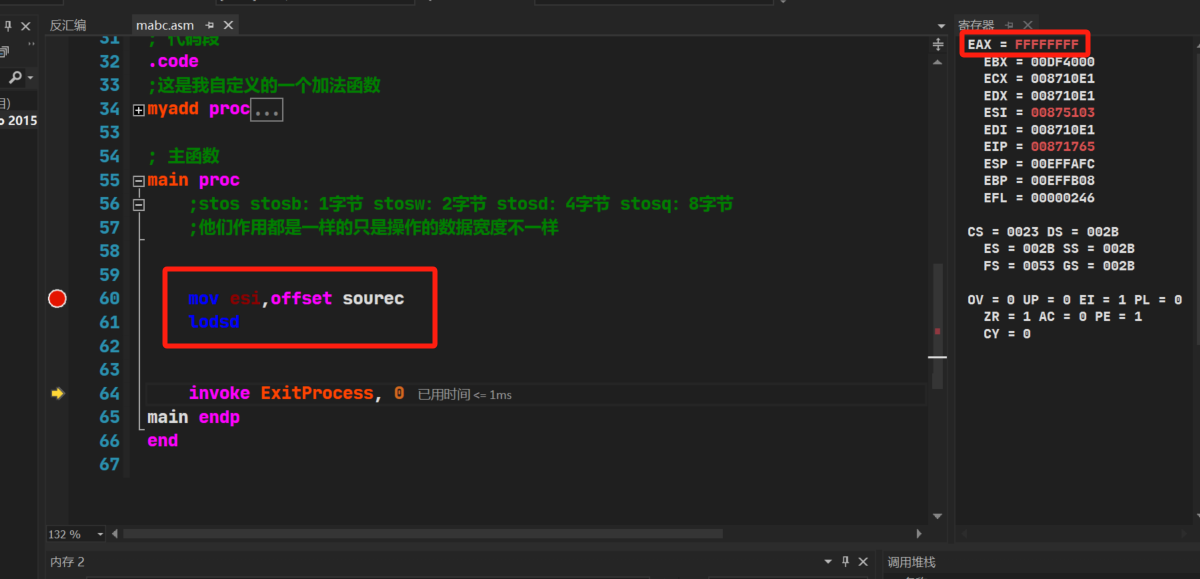 反汇编
mabc.asm
寄存器
31 ; 代码段
32 .code
33 ;这是我自定义的一个加法函数
34 myadd proc...
53
54 ; 主函数
55 main proc
56 ;stos stosb: 1字节 stosw: 2字节 stosd: 4字节 stosq: 8字节
57 ;他们作用都是一样的只是操作的数据宽度不一样
58
59
60 mov esi,offset sourec
61 lodsd
62
63
64 invoke ExitProcess, 0 已用时间 <= 1ms
65 main endp
66 end
67
132 %
内存 2
EAX = FFFFFFFF
EBX = 00DF4000
ECX = 008710E1
EDX = 008710E1
ESI = 00875103
EDI = 008710E1
EIP = 00871765
ESP = 00EFFAFC
EBP = 00EFFB08
EFL = 00000246
CS = 0023 DS = 002B
ES = 002B SS = 002B
FS = 0053 GS = 002B
OV = 0 UP = 0 EI = 1 PL = 0
ZR = 1 AC = 0 PE = 1
CY = 0
调用堆栈
2015